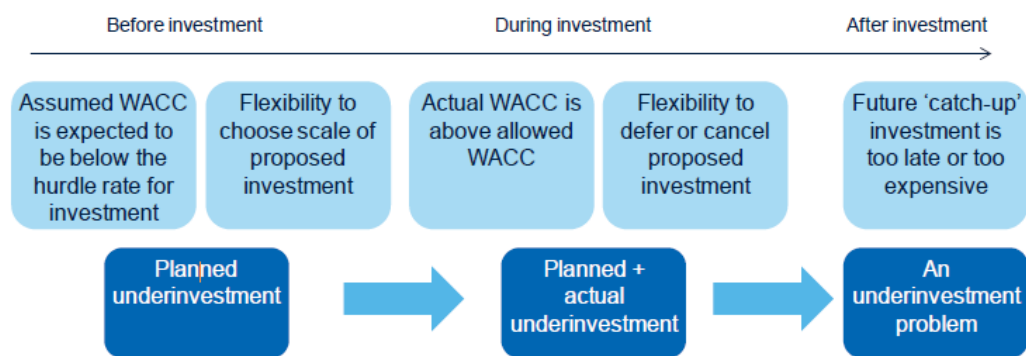 Before investment
During investment
After investment
Assumed WACC
is expected to
be below the
hurdle rate for
investment
Flexibility to
choose scale of
proposed
investment
Actual WACC is
above allowed
WACC
Flexibility to
defer or cancel
proposed
investment
Future ‘catch-up’
investment is
too late or too
expensive
Planned
underinvestment
Planned +
actual
underinvestment
An
underinvestment
problem